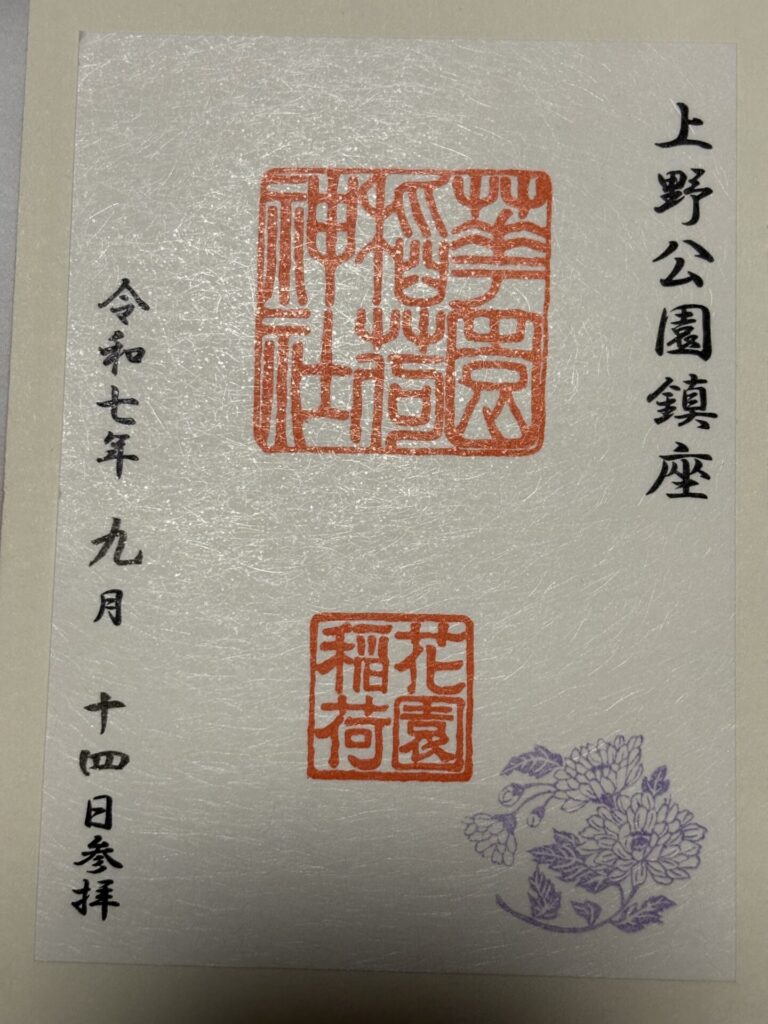 上野公園鎮座
華園
稲荷
神社
花園
稲荷
令和七年 九月 十四日参拝